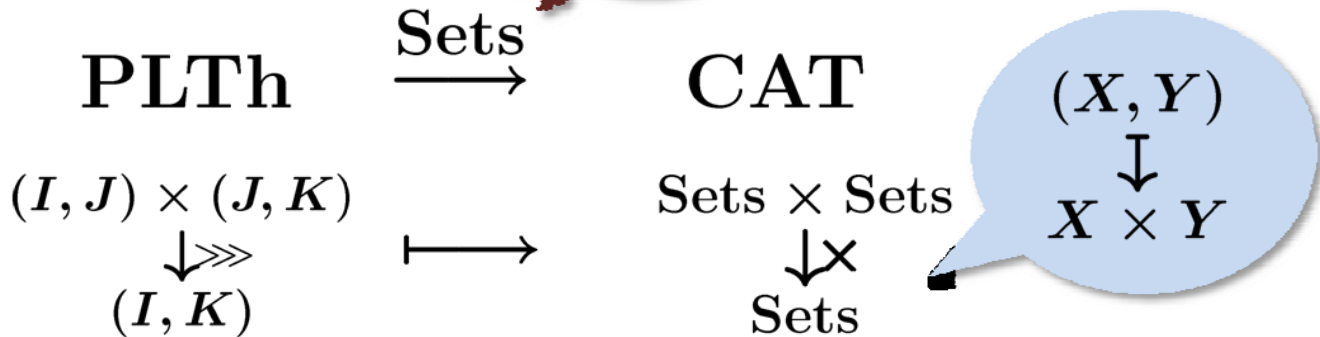 Sets
PLTh → CAT
(I, J) × (J, K) ↦ Sets × Sets
↓>>> ↓×
(I, K) Sets
(X, Y)
↧
X × Y